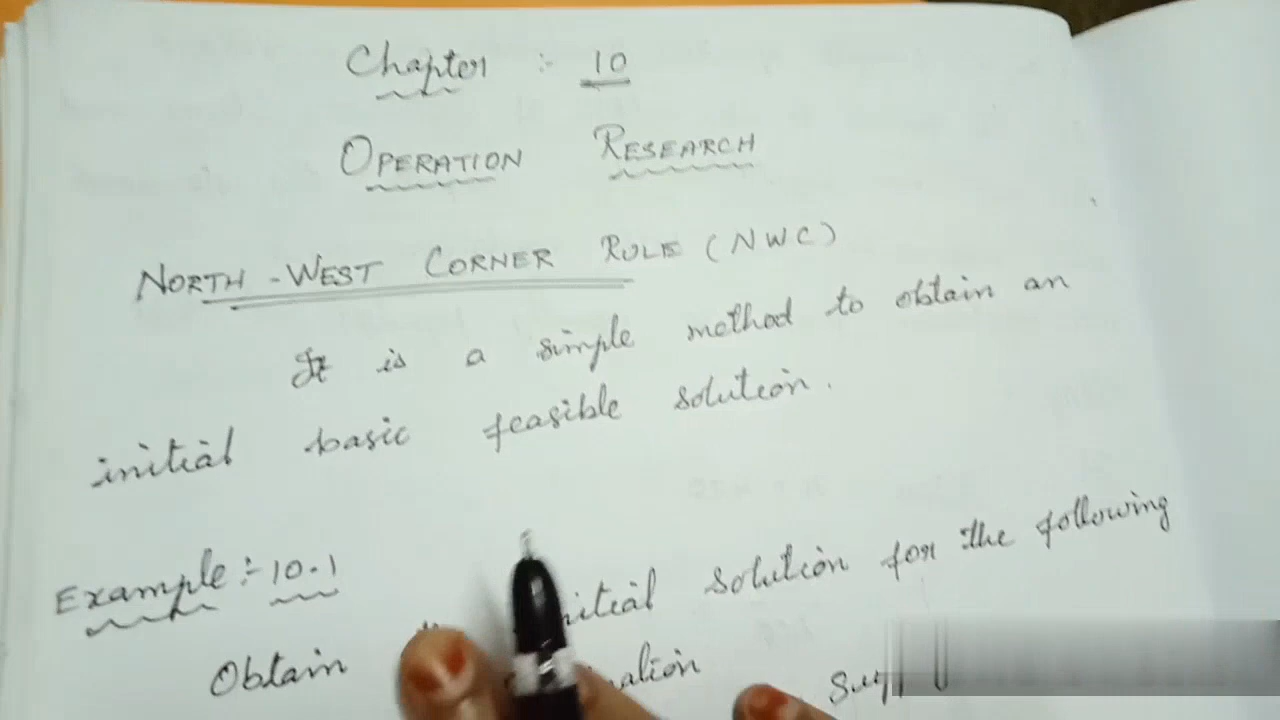 Chapter :- 10
OPERATION RESEARCH
NORTH-WEST CORNER RULE (NWC)
It is a simple method to obtain an
initial basic feasible solution.
Example :- 10.1
Obtain solution for the following